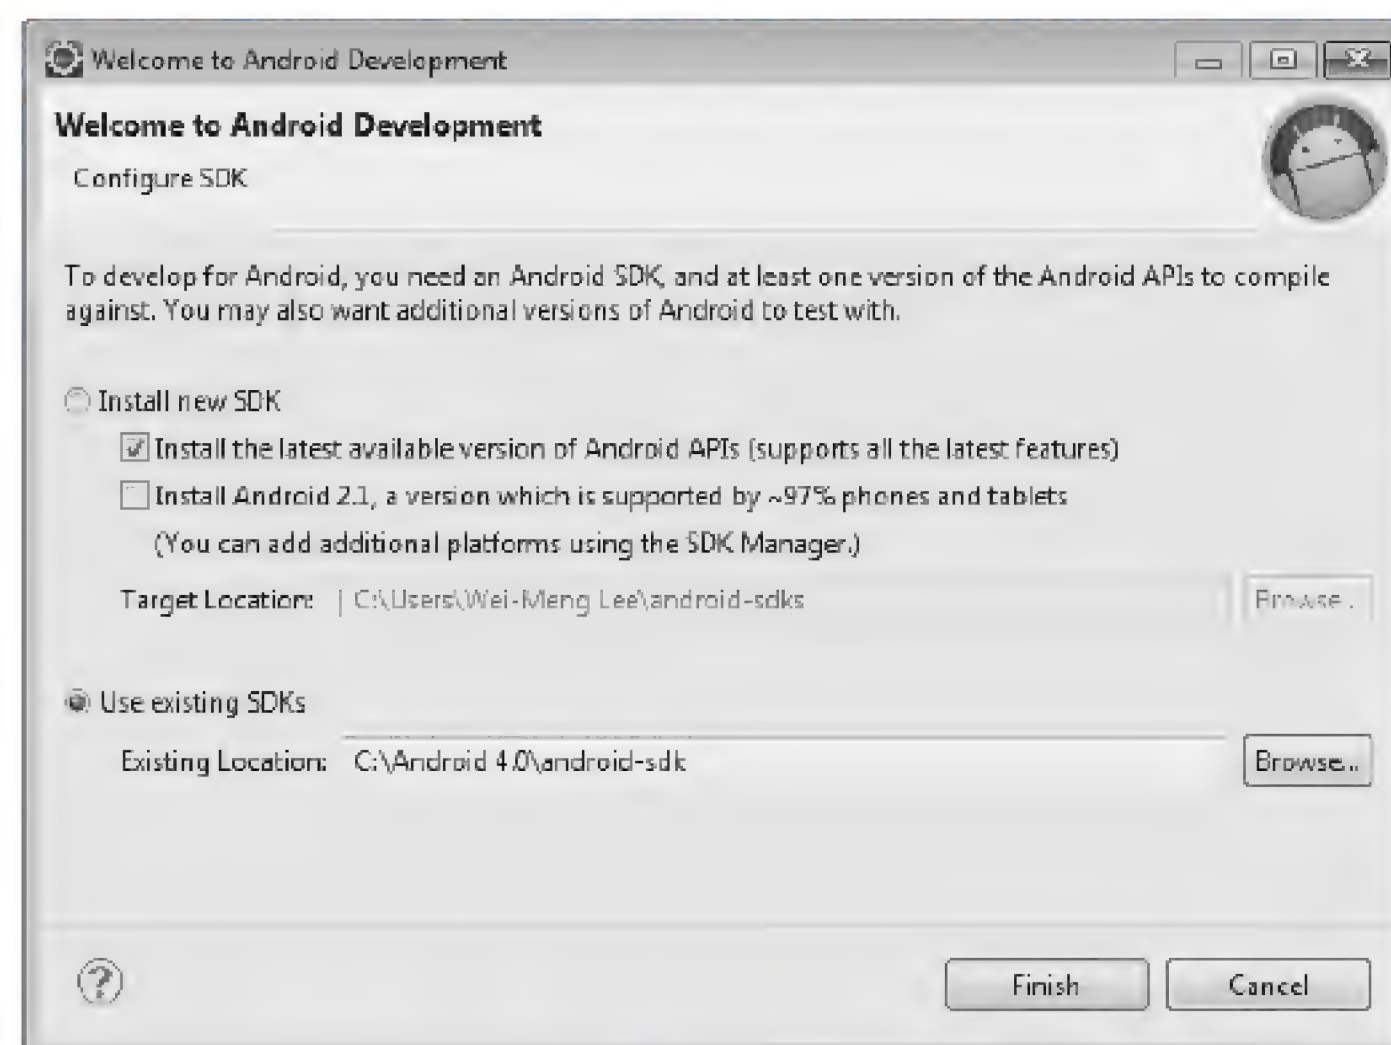 Welcome to Android Development
Welcome to Android Development
Configure SDK
To develop for Android, you need an Android SDK, and at least one version of the Android APIs to compile
against. You may also want additional versions of Android to test with.
Install new SDK
Install the latest available version of Android APIs (supports all the latest features)
Install Android 2.1, a version which is supported by ~97% phones and tablets
(You can add additional platforms using the SDK Manager.)
Target Location: C:\Users\Wei-Meng Lee\android-sdks Browse...
Use existing SDKs
Existing Location: C:\Android 4.0\android-sdk Browse...
? Finish Cancel